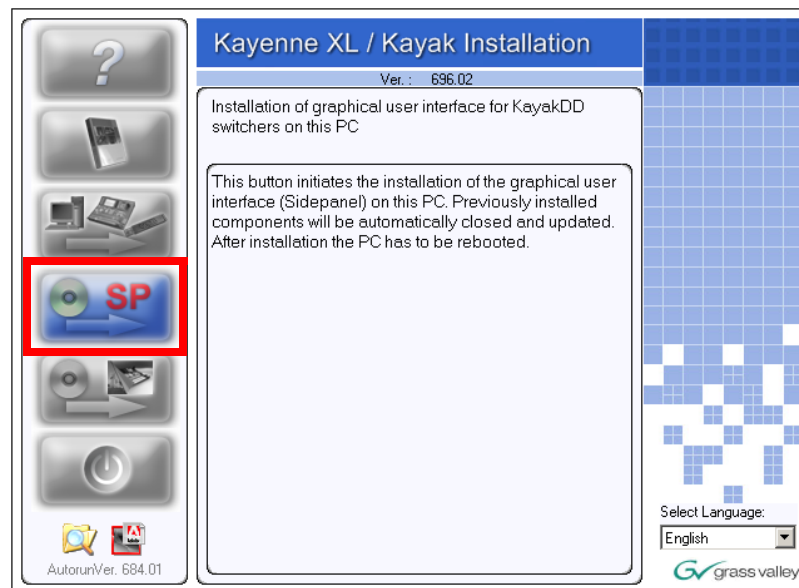 ?
Kayenne XL / Kayak Installation
Ver.: 696.02
Installation of graphical user interface for KayakDD
switchers on this PC
This button initiates the installation of the graphical user
interface (Sidepanel) on this PC. Previously installed
components will be automatically closed and updated.
After installation the PC has to be rebooted.
SP
AutorunVer. 684.01
Select Language:
English
GV grass valley